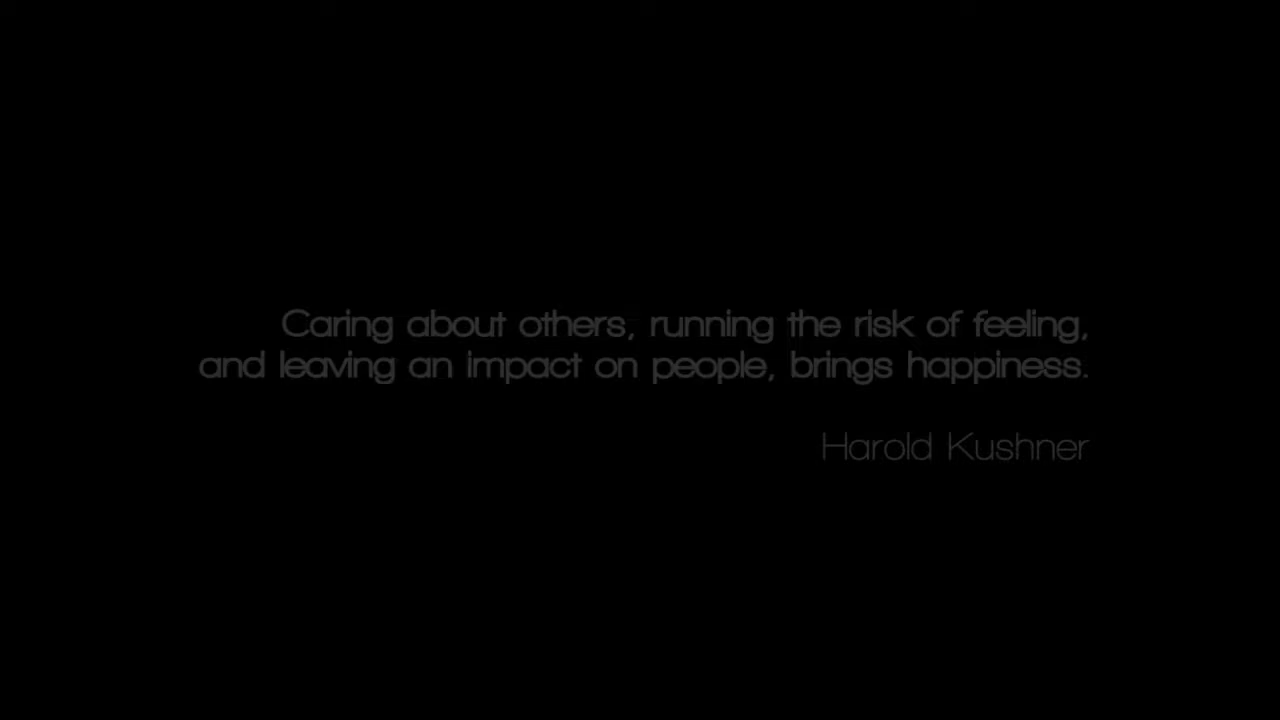 Caring about others, running the risk of feeling,
and leaving an impact on people, brings happiness.
Harold Kushner